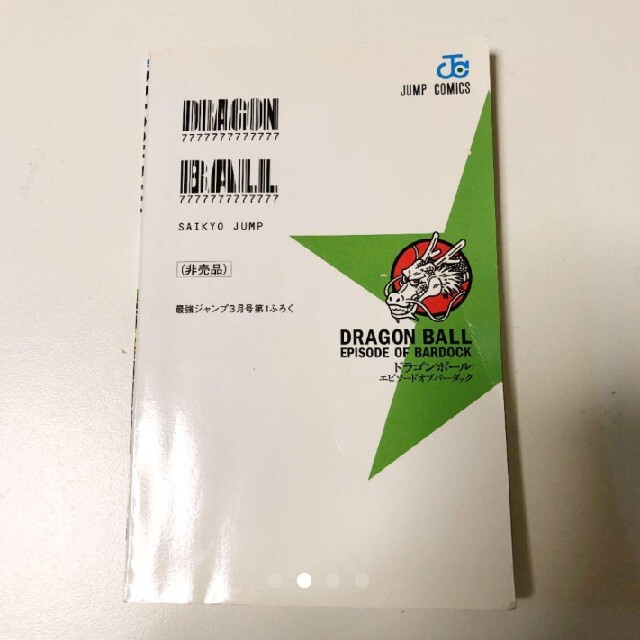 JC
JUMP COMICS
DRAGON
7777777777777
BALL
7777777777777
SAIKYO JUMP
(非売品)
最強ジャンプ3月号第1ふろく
DRAGON BALL
EPISODE OF BARDOCK
ドラゴンボール
エピソードオブバーダック